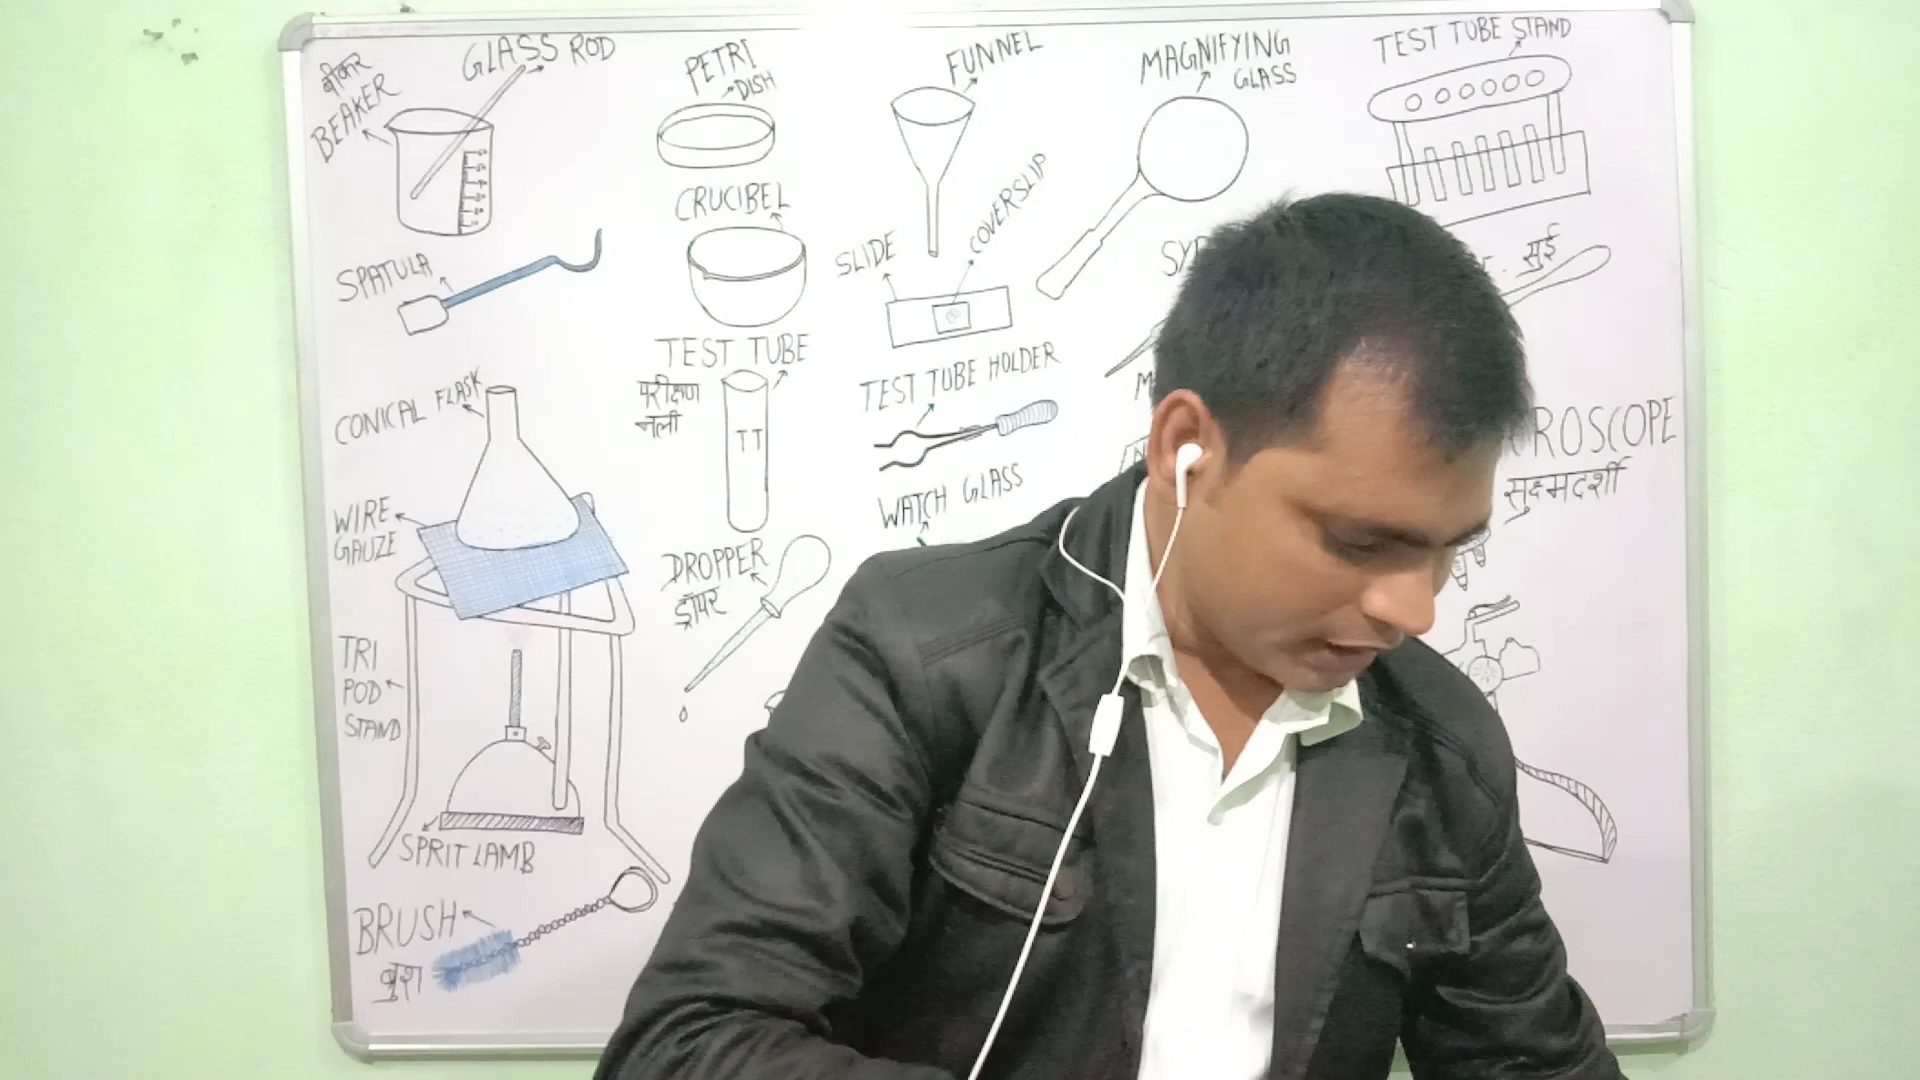 बीकर
BEAKER
GLASS ROD
PETRI
DISH
FUNNEL
MAGNIFYING
GLASS
TEST TUBE STAND
SPATULA
CRUCIBEL
SLIDE
COVERSLIP
सुई
CONICAL FLASK
TEST TUBE
परीक्षण
नली
TT
TEST TUBE HOLDER
WATCH GLASS
ROSCOPE
सुक्ष्मदर्शी
WIRE
GAUZE
DROPPER
ड्रॉपर
TRI
POD
STAND
SPRIT LAMB
BRUSH
ब्रुश